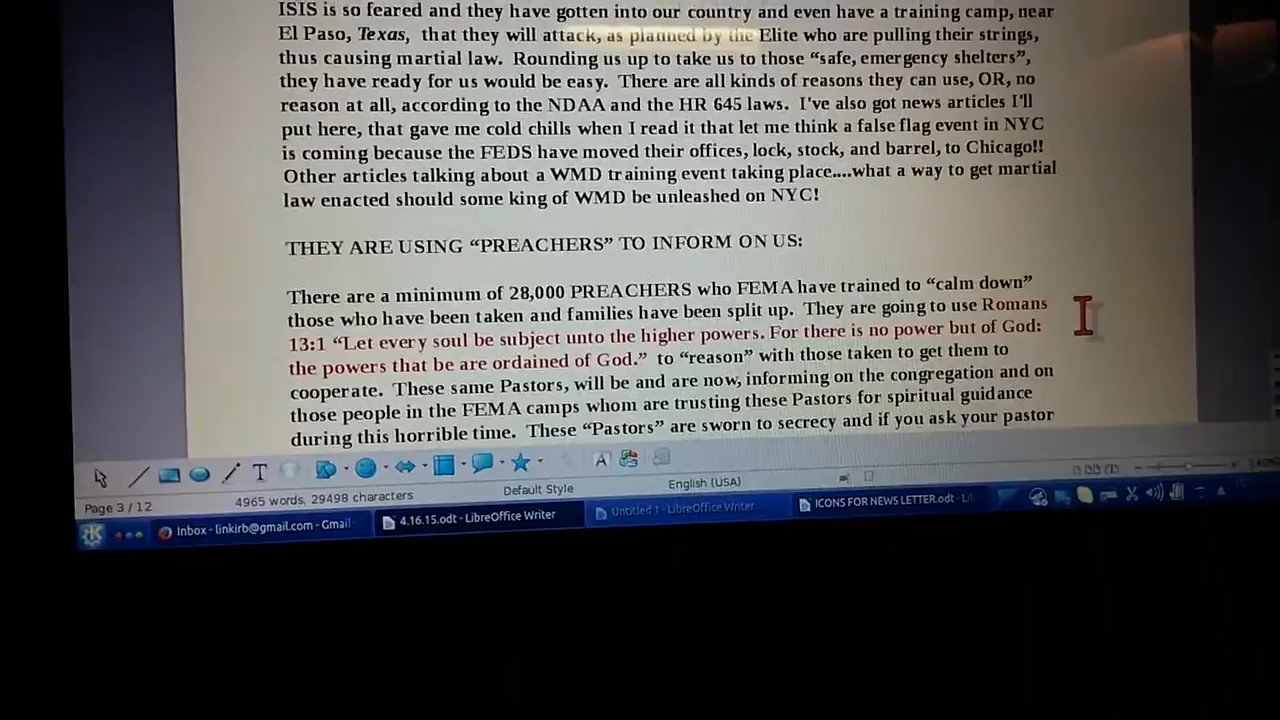 ISIS is so feared and they have gotten into our country and even have a training camp, near
El Paso, Texas, that they will attack, as planned by the Elite who are pulling their strings,
thus causing martial law. Rounding us up to take us to those “safe, emergency shelters”,
they have ready for us would be easy. There are all kinds of reasons they can use, OR, no
reason at all, according to the NDAA and the HR 645 laws. I've also got news articles I'll
put here, that gave me cold chills when I read it that let me think a false flag event in NYC
is coming because the FEDS have moved their offices, lock, stock, and barrel, to Chicago!!
Other articles talking about a WMD training event taking place....what a way to get martial
law enacted should some king of WMD be unleashed on NYC!
THEY ARE USING “PREACHERS” TO INFORM ON US:
There are a minimum of 28,000 PREACHERS who FEMA have trained to “calm down”
those who have been taken and families have been split up. They are going to use Romans
13:1 “Let every soul be subject unto the higher powers. For there is no power but of God:
the powers that be are ordained of God.” to “reason” with those taken to get them to
cooperate. These same Pastors, will be and are now, informing on the congregation and on
those people in the FEMA camps whom are trusting these Pastors for spiritual guidance
during this horrible time. These “Pastors” are sworn to secrecy and if you ask your pastor
T
A
Page 3 / 12 4965 words, 29498 characters Default Style English (USA)
Inbox - linkirb@gmail.com - Gmail 4.16.15.odt - LibreOffice Writer Untitled 1 - LibreOffice Writer ICONS FOR NEWS LETTER.odt - Li